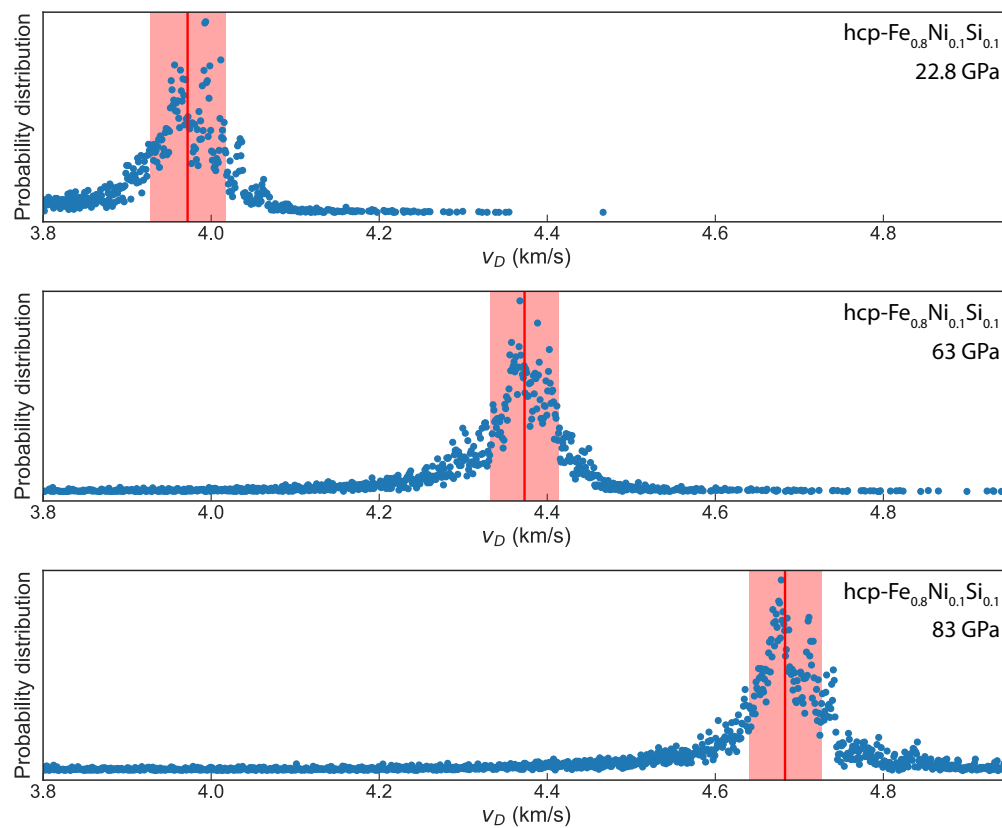 Probability distribution
hcp-Fe₀.₈Ni₀.₁Si₀.₁
22.8 GPa
3.8 4.0 4.2 4.4 4.6 4.8
v_D (km/s)
Probability distribution
hcp-Fe₀.₈Ni₀.₁Si₀.₁
63 GPa
3.8 4.0 4.2 4.4 4.6 4.8
v_D (km/s)
Probability distribution
hcp-Fe₀.₈Ni₀.₁Si₀.₁
83 GPa
3.8 4.0 4.2 4.4 4.6 4.8
v_D (km/s)